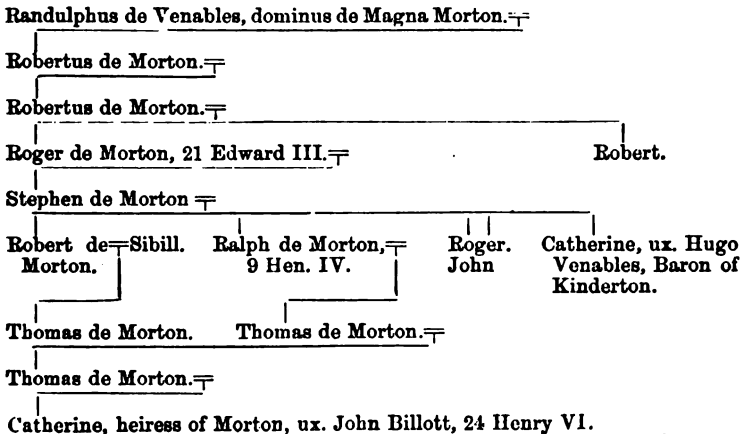 Randulphus de Venables, dominus de Magna Morton.
Robertus de Morton.
Robertus de Morton.
Roger de Morton, 21 Edward III. Robert.
Stephen de Morton
Robert de Sibill. Ralph de Morton, Roger. Catherine, ux. Hugo
Morton. 9 Hen. IV. John Venables, Baron of
Kinderton.
Thomas de Morton. Thomas de Morton.
Thomas de Morton.
Catherine, heiress of Morton, ux. John Billott, 24 Henry VI.